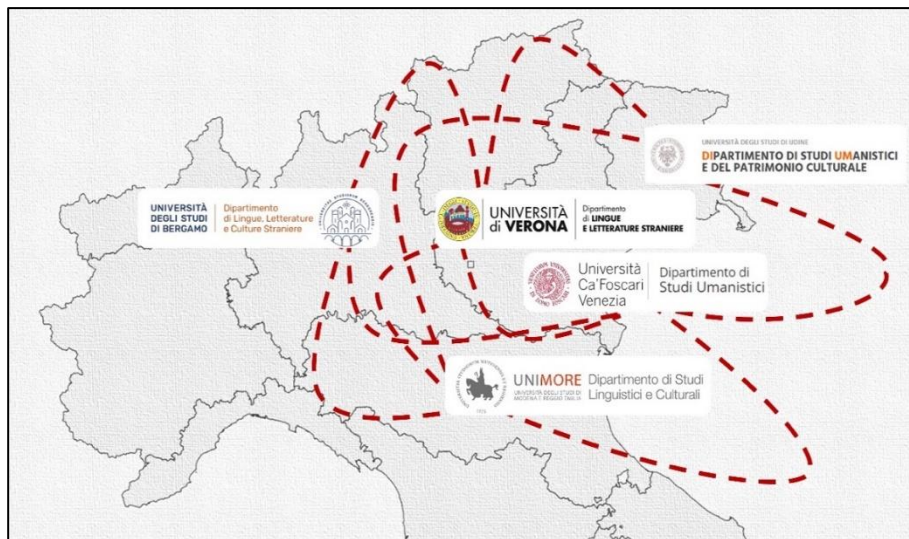 UNIVERSITÀ DEGLI STUDI DI UDINE
DIPARTIMENTO DI STUDI UMANISTICI
E DEL PATRIMONIO CULTURALE
UNIVERSITÀ
DEGLI STUDI
DI BERGAMO
Dipartimento
di Lingue, Letterature
e Culture Straniere
UNIVERSITÀ
di VERONA
Dipartimento
di LINGUE
E LETTERATURE STRANIERE
Università
Ca'Foscari
Venezia
Dipartimento di
Studi Umanistici
UNIMORE
UNIVERSITÀ DEGLI STUDI DI
MODENA E REGGIO EMILIA
Dipartimento di Studi
Linguistici e Culturali